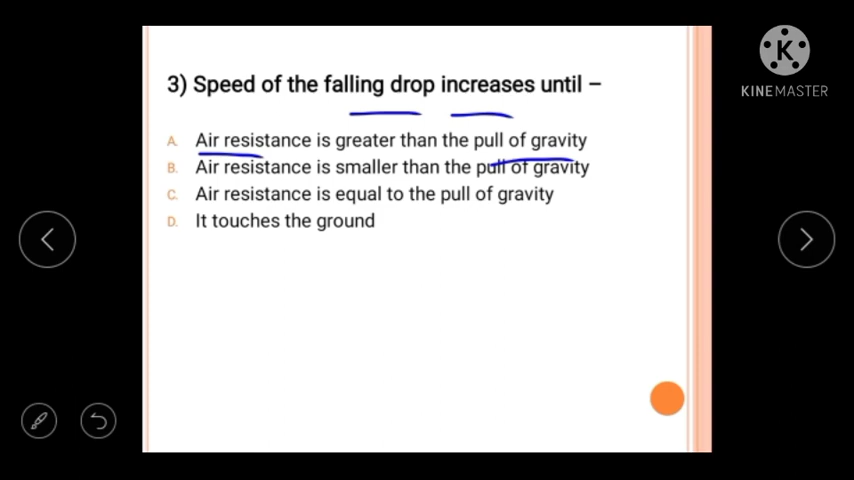 3) Speed of the falling drop increases until –
A. Air resistance is greater than the pull of gravity
B. Air resistance is smaller than the pull of gravity
C. Air resistance is equal to the pull of gravity
D. It touches the ground
K
KINEMASTER